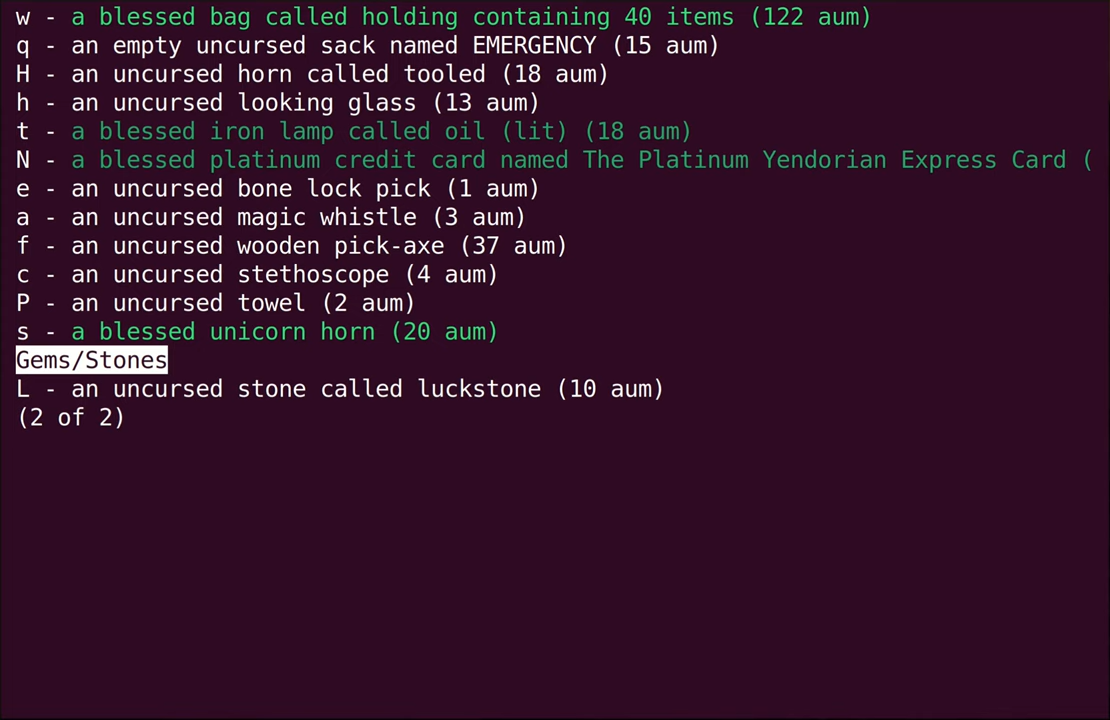 w - a blessed bag called holding containing 40 items (122 aum)
q - an empty uncursed sack named EMERGENCY (15 aum)
H - an uncursed horn called tooled (18 aum)
h - an uncursed looking glass (13 aum)
t - a blessed iron lamp called oil (lit) (18 aum)
N - a blessed platinum credit card named The Platinum Yendorian Express Card (
e - an uncursed bone lock pick (1 aum)
a - an uncursed magic whistle (3 aum)
f - an uncursed wooden pick-axe (37 aum)
c - an uncursed stethoscope (4 aum)
P - an uncursed towel (2 aum)
s - a blessed unicorn horn (20 aum)
Gems/Stones
L - an uncursed stone called luckstone (10 aum)
(2 of 2)